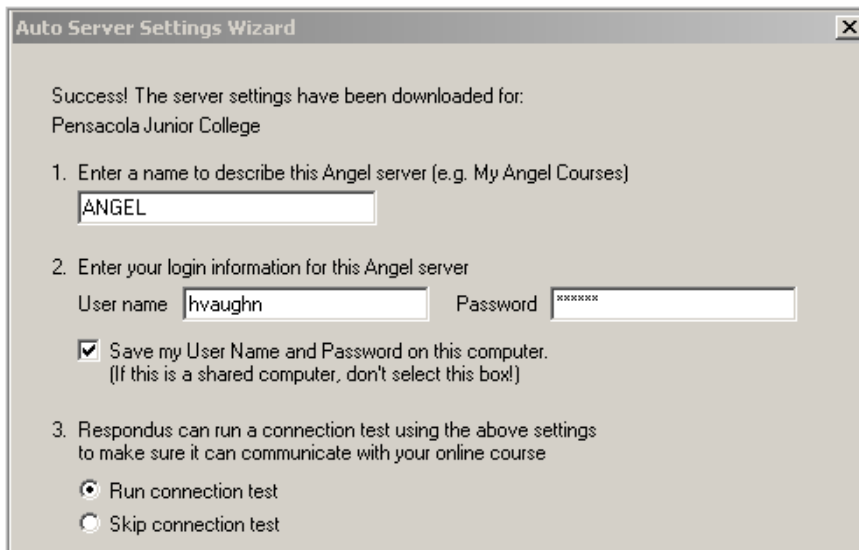 Auto Server Settings Wizard
Success! The server settings have been downloaded for:
Pensacola Junior College
1. Enter a name to describe this Angel server (e.g. My Angel Courses)
ANGEL
2. Enter your login information for this Angel server
User name hvaughn Password ******
Save my User Name and Password on this computer.
(If this is a shared computer, don't select this box!)
3. Respondus can run a connection test using the above settings
to make sure it can communicate with your online course
Run connection test
Skip connection test